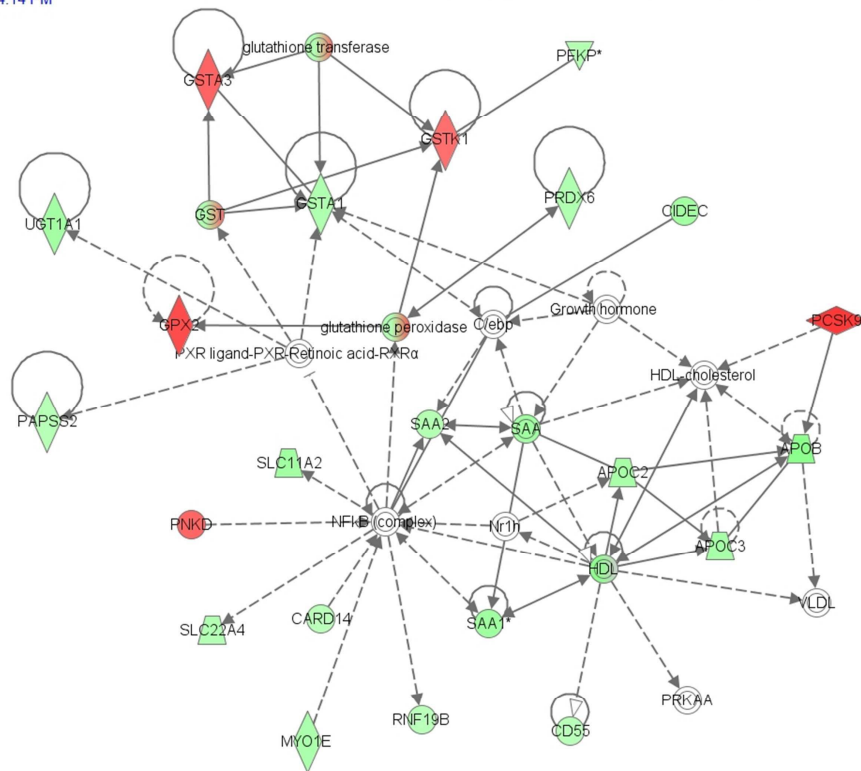 glutathione transferase
PFKP*
GSTA3
GSTK1
PRDX6
GSTA1
GST
CIDEC
UGT1A1
Growth hormone
PCSK9
GPX2
glutathione peroxidase
C/ebp
PXR ligand-PXR-Retinoic acid-RXRα
HDL-cholesterol
PAPSS2
SAA2
SAA
APOB
SLC11A2
APOC2
PNKD
NFkB (complex)
Nr1h
APOC3
HDL
VLDL
SLC22A4
CARD14
SAA1*
PRKAA
RNF19B
CD55
MYO1E